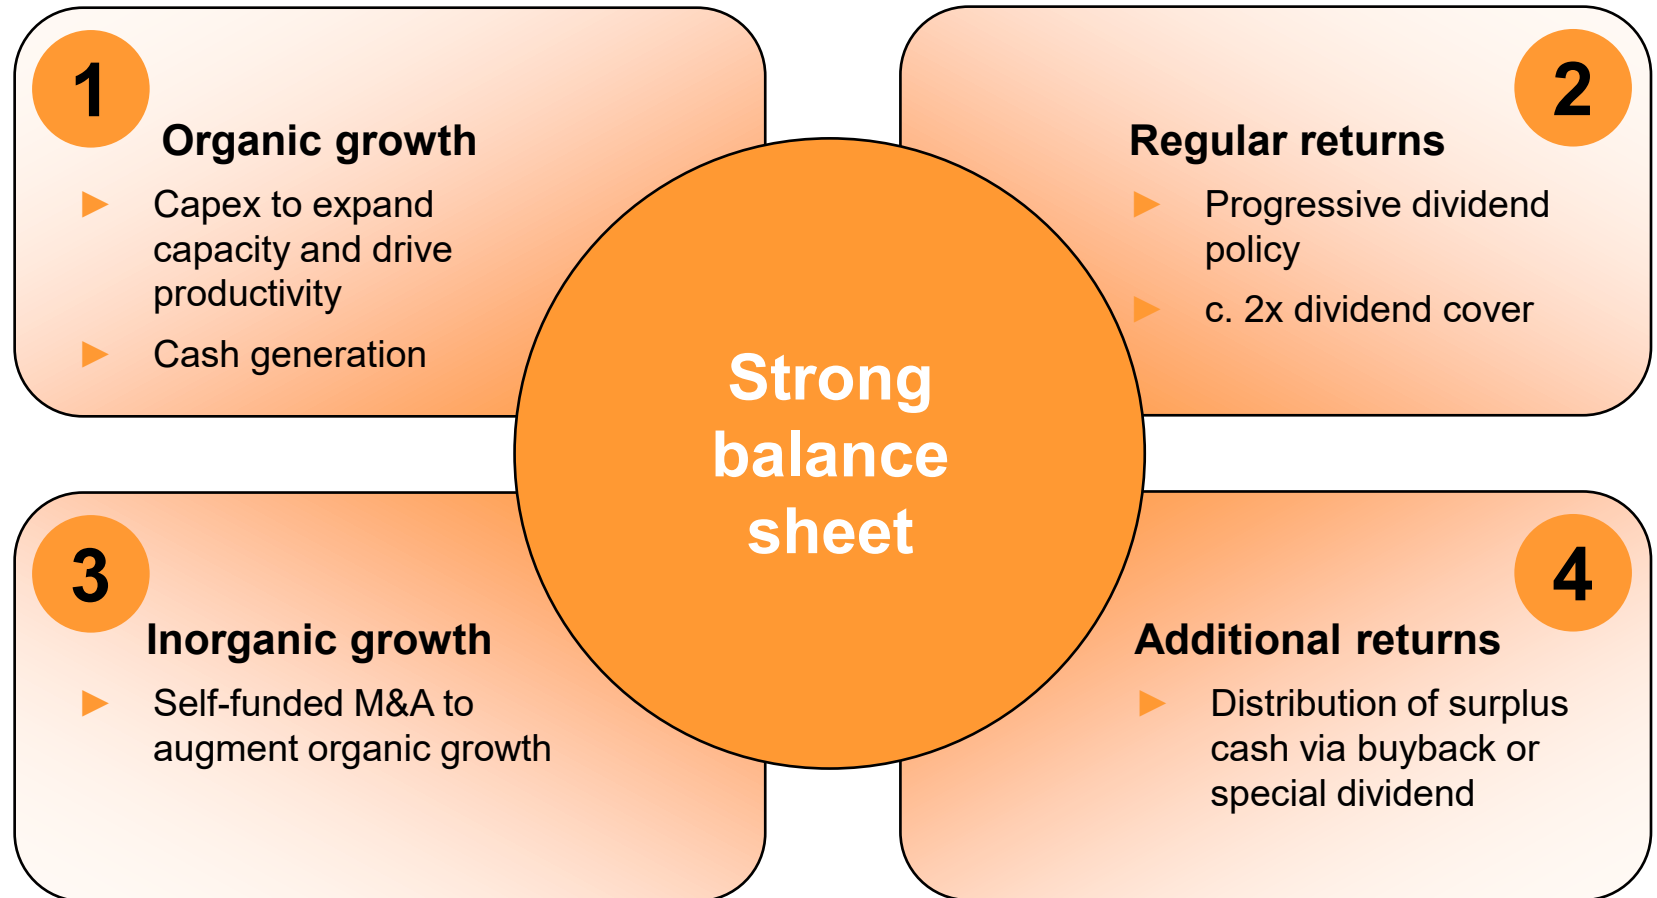 1
Organic growth
► Capex to expand
capacity and drive
productivity
► Cash generation
2
Regular returns
► Progressive dividend
policy
► c. 2x dividend cover
Strong
balance
sheet
3
Inorganic growth
► Self-funded M&A to
augment organic growth
4
Additional returns
► Distribution of surplus
cash via buyback or
special dividend